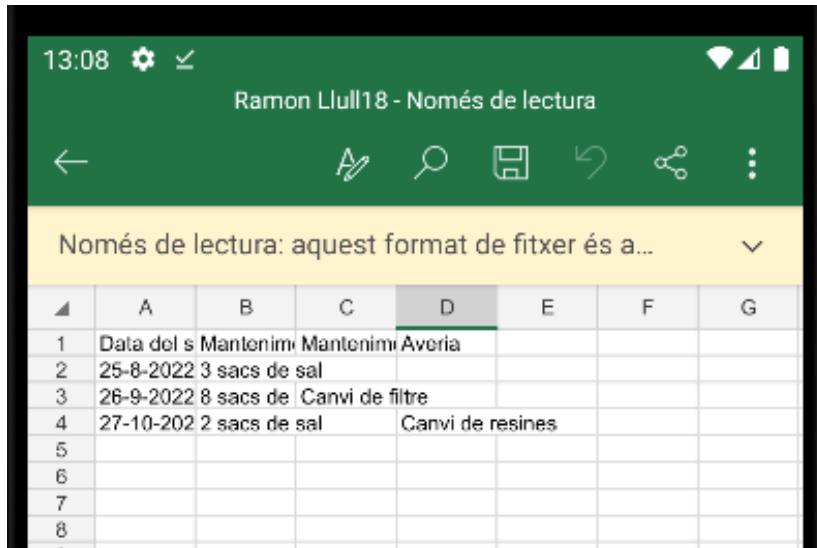 13:08
Ramon Llull18 - Només de lectura
Només de lectura: aquest format de fitxer és a...
A B C D E F G
1 Data del s Mantenim Mantenim Averia
2 25-8-2022 3 sacs de sal
3 26-9-2022 8 sacs de Canvi de filtre
4 27-10-202 2 sacs de sal Canvi de resines
5
6
7
8